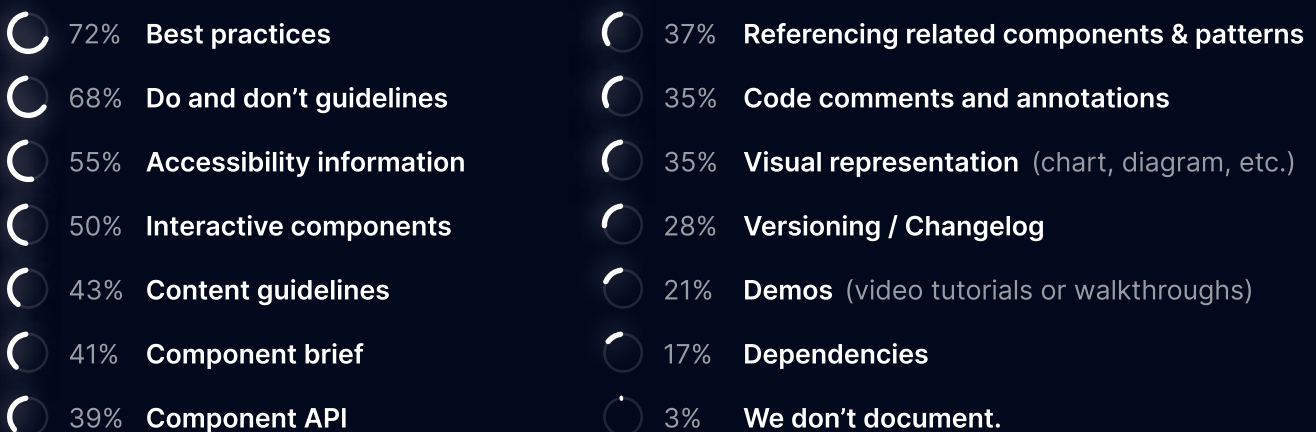 72% Best practices
68% Do and don’t guidelines
55% Accessibility information
50% Interactive components
43% Content guidelines
41% Component brief
39% Component API
37% Referencing related components & patterns
35% Code comments and annotations
35% Visual representation (chart, diagram, etc.)
28% Versioning / Changelog
21% Demos (video tutorials or walkthroughs)
17% Dependencies
3% We don’t document.